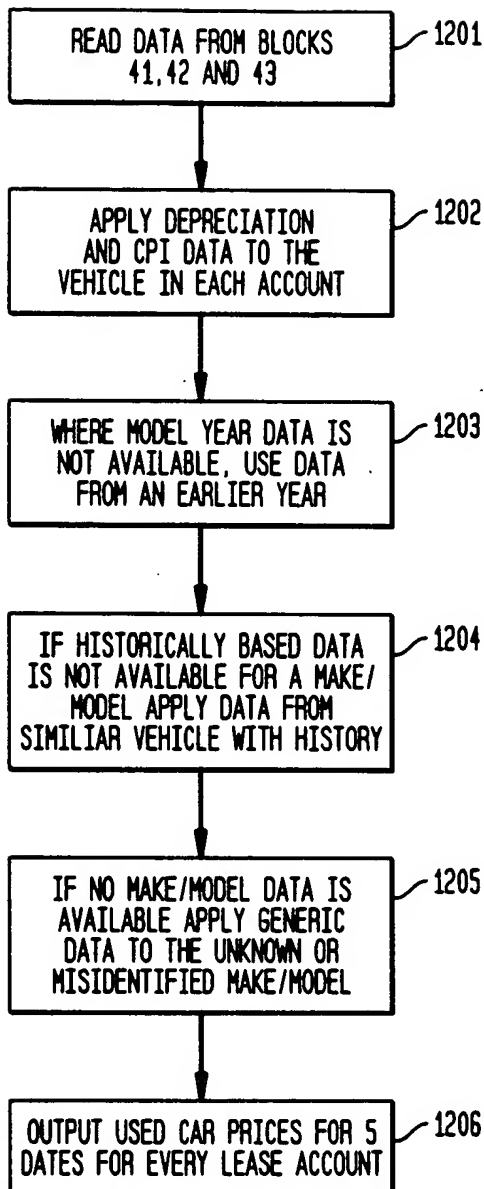 READ DATA FROM BLOCKS
41,42 AND 43
1201
APPLY DEPRECIATION
AND CPI DATA TO THE
VEHICLE IN EACH ACCOUNT
1202
WHERE MODEL YEAR DATA IS
NOT AVAILABLE, USE DATA
FROM AN EARLIER YEAR
1203
IF HISTORICALLY BASED DATA
IS NOT AVAILABLE FOR A MAKE/
MODEL APPLY DATA FROM
SIMILIAR VEHICLE WITH HISTORY
1204
IF NO MAKE/MODEL DATA IS
AVAILABLE APPLY GENERIC
DATA TO THE UNKNOWN OR
MISIDENTIFIED MAKE/MODEL
1205
OUTPUT USED CAR PRICES FOR 5
DATES FOR EVERY LEASE ACCOUNT
1206